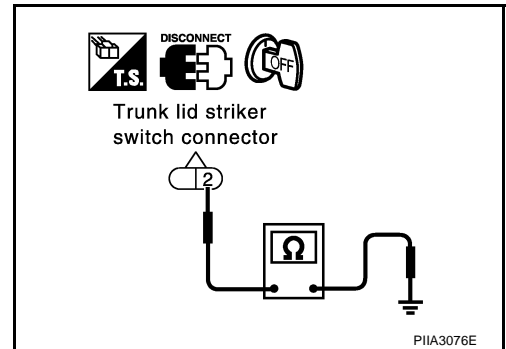 DISCONNECT
T.S.
OFF
Trunk lid striker
switch connector
2
Ω
PIIA3076E